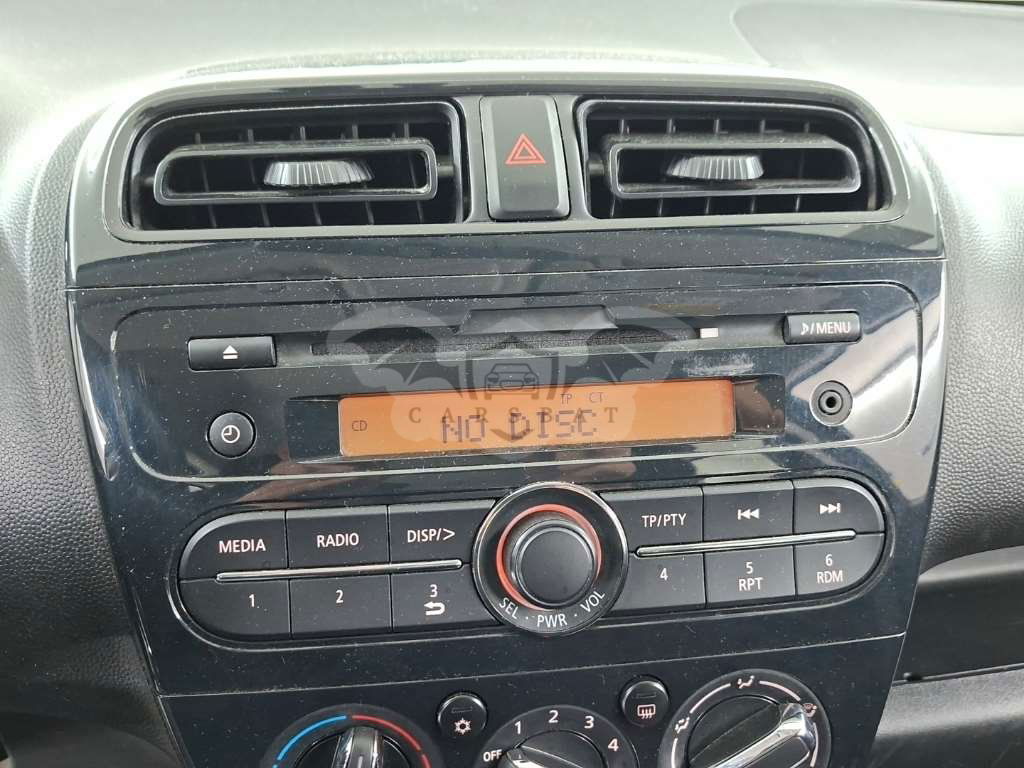 ♪/MENU
TP CT
CD NO DISC
CARSBAT
MEDIA RADIO DISP/> TP/PTY
1 2 3 4 5 6
RPT RDM
SEL · PWR · VOL
OFF 1 2 3 4